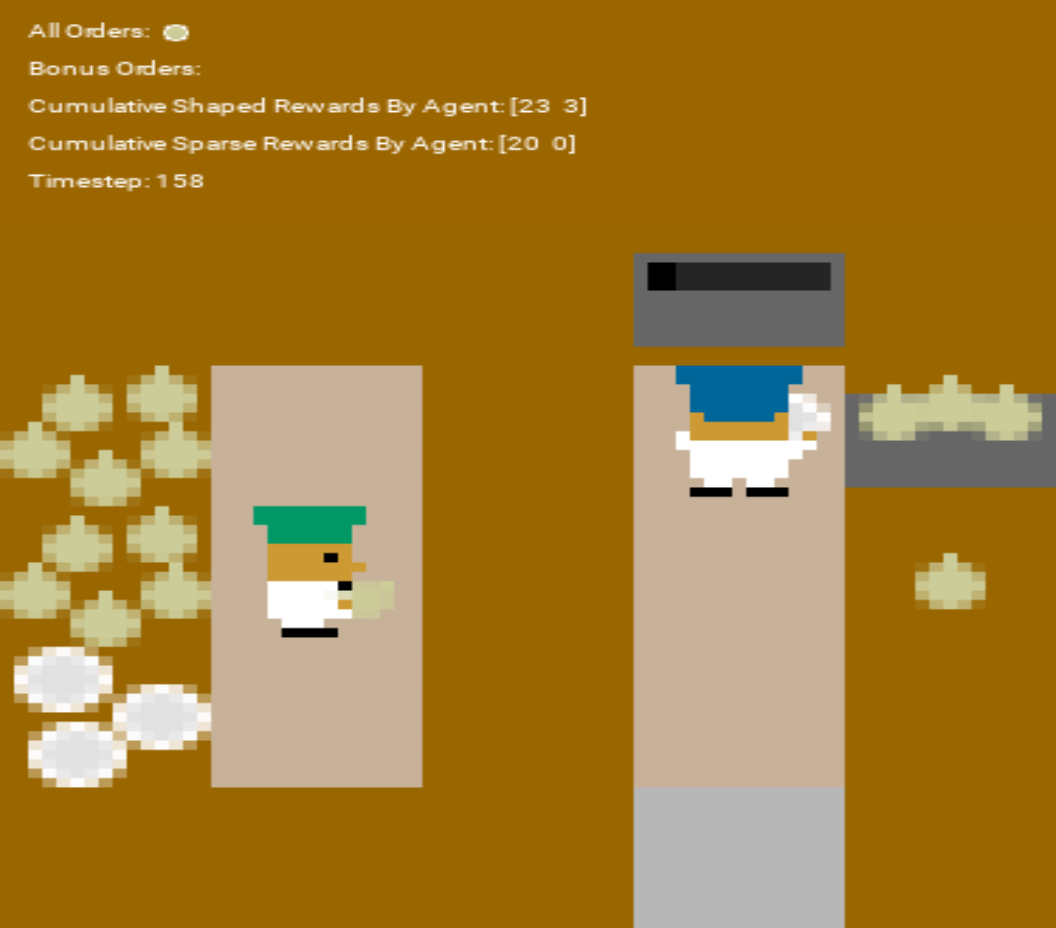 All Orders:
Bonus Orders:
Cumulative Shaped Rewards By Agent: [23 3]
Cumulative Sparse Rewards By Agent: [20 0]
Timestep: 158